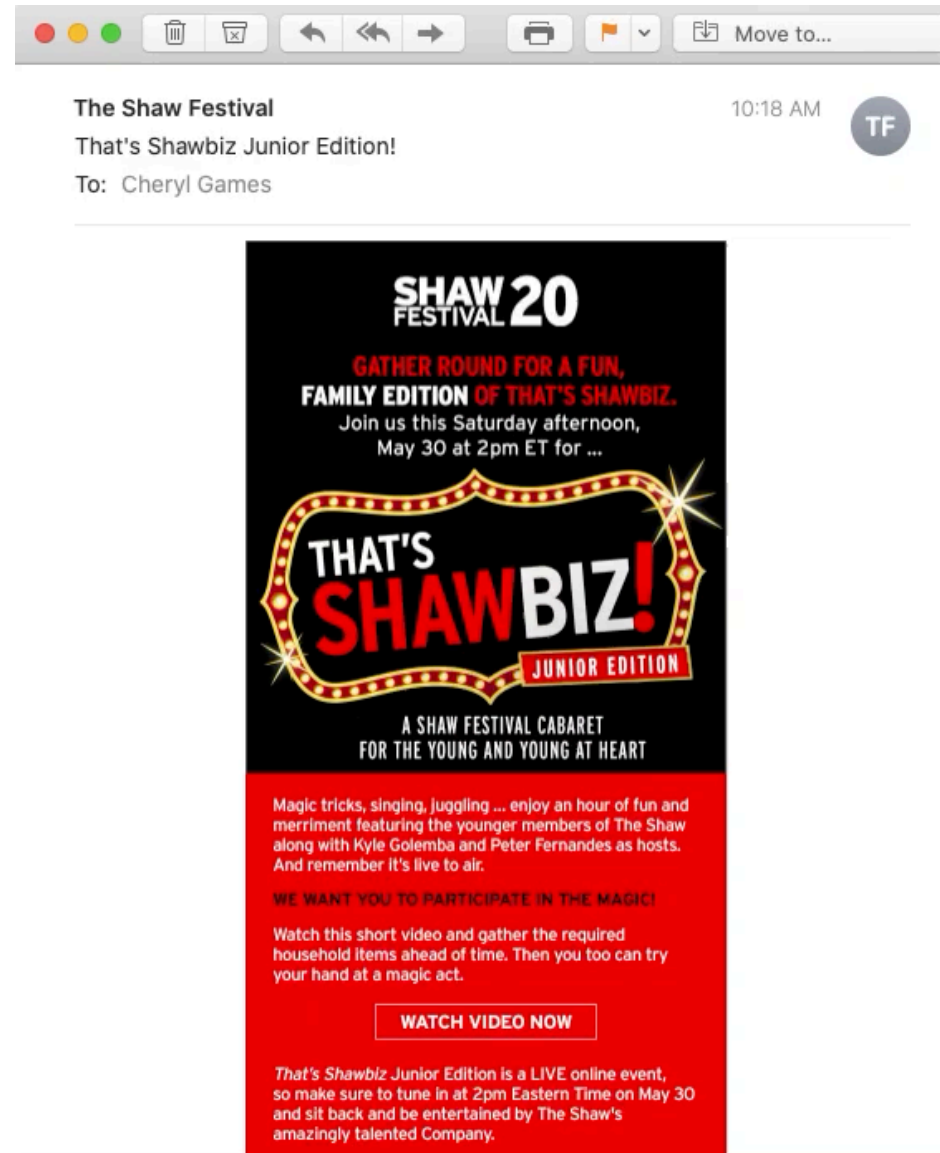 Move to...
The Shaw Festival
10:18 AM
TF
That's Shawbiz Junior Edition!
To: Cheryl Games
SHAW
FESTIVAL 20
GATHER ROUND FOR A FUN,
FAMILY EDITION OF THAT'S SHAWBIZ.
Join us this Saturday afternoon,
May 30 at 2pm ET for ...
THAT'S
SHAWBIZ!
JUNIOR EDITION
A SHAW FESTIVAL CABARET
FOR THE YOUNG AND YOUNG AT HEART
Magic tricks, singing, juggling ... enjoy an hour of fun and
merriment featuring the younger members of The Shaw
along with Kyle Golemba and Peter Fernandes as hosts.
And remember it's live to air.
WE WANT YOU TO PARTICIPATE IN THE MAGIC!
Watch this short video and gather the required
household items ahead of time. Then you too can try
your hand at a magic act.
WATCH VIDEO NOW
That's Shawbiz Junior Edition is a LIVE online event,
so make sure to tune in at 2pm Eastern Time on May 30
and sit back and be entertained by The Shaw's
amazingly talented Company.